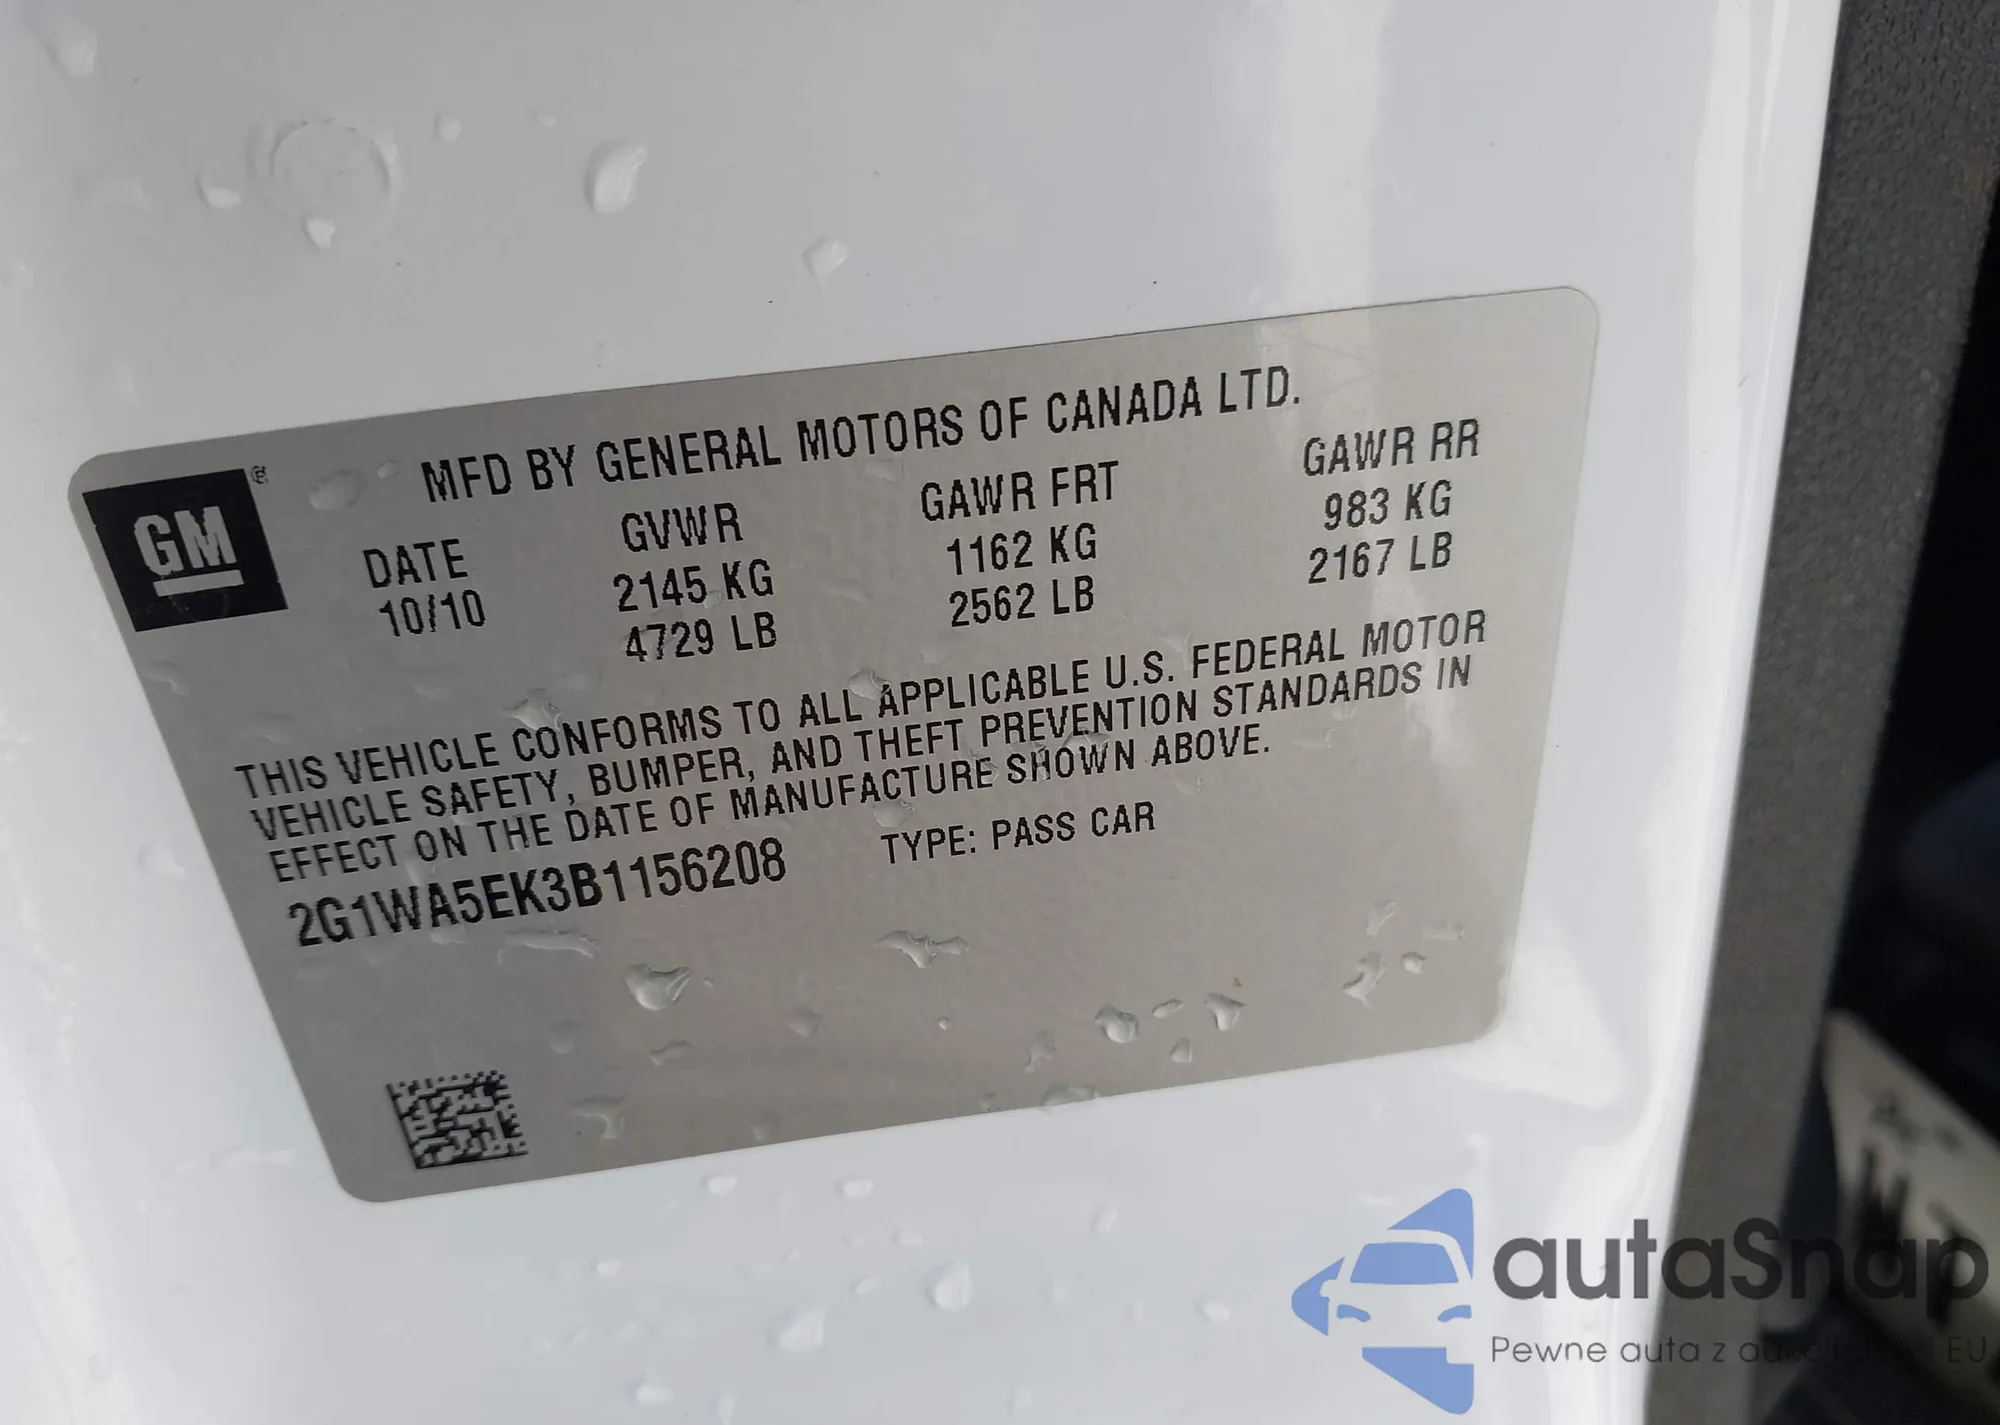 GM ®
MFD BY GENERAL MOTORS OF CANADA LTD.
DATE GVWR GAWR FRT GAWR RR
10/10 2145 KG 1162 KG 983 KG
4729 LB 2562 LB 2167 LB
THIS VEHICLE CONFORMS TO ALL APPLICABLE U.S. FEDERAL MOTOR
VEHICLE SAFETY, BUMPER, AND THEFT PREVENTION STANDARDS IN
EFFECT ON THE DATE OF MANUFACTURE SHOWN ABOVE.
2G1WA5EK3B1156208 TYPE: PASS CAR
autaSnap
Pewne auta z EU